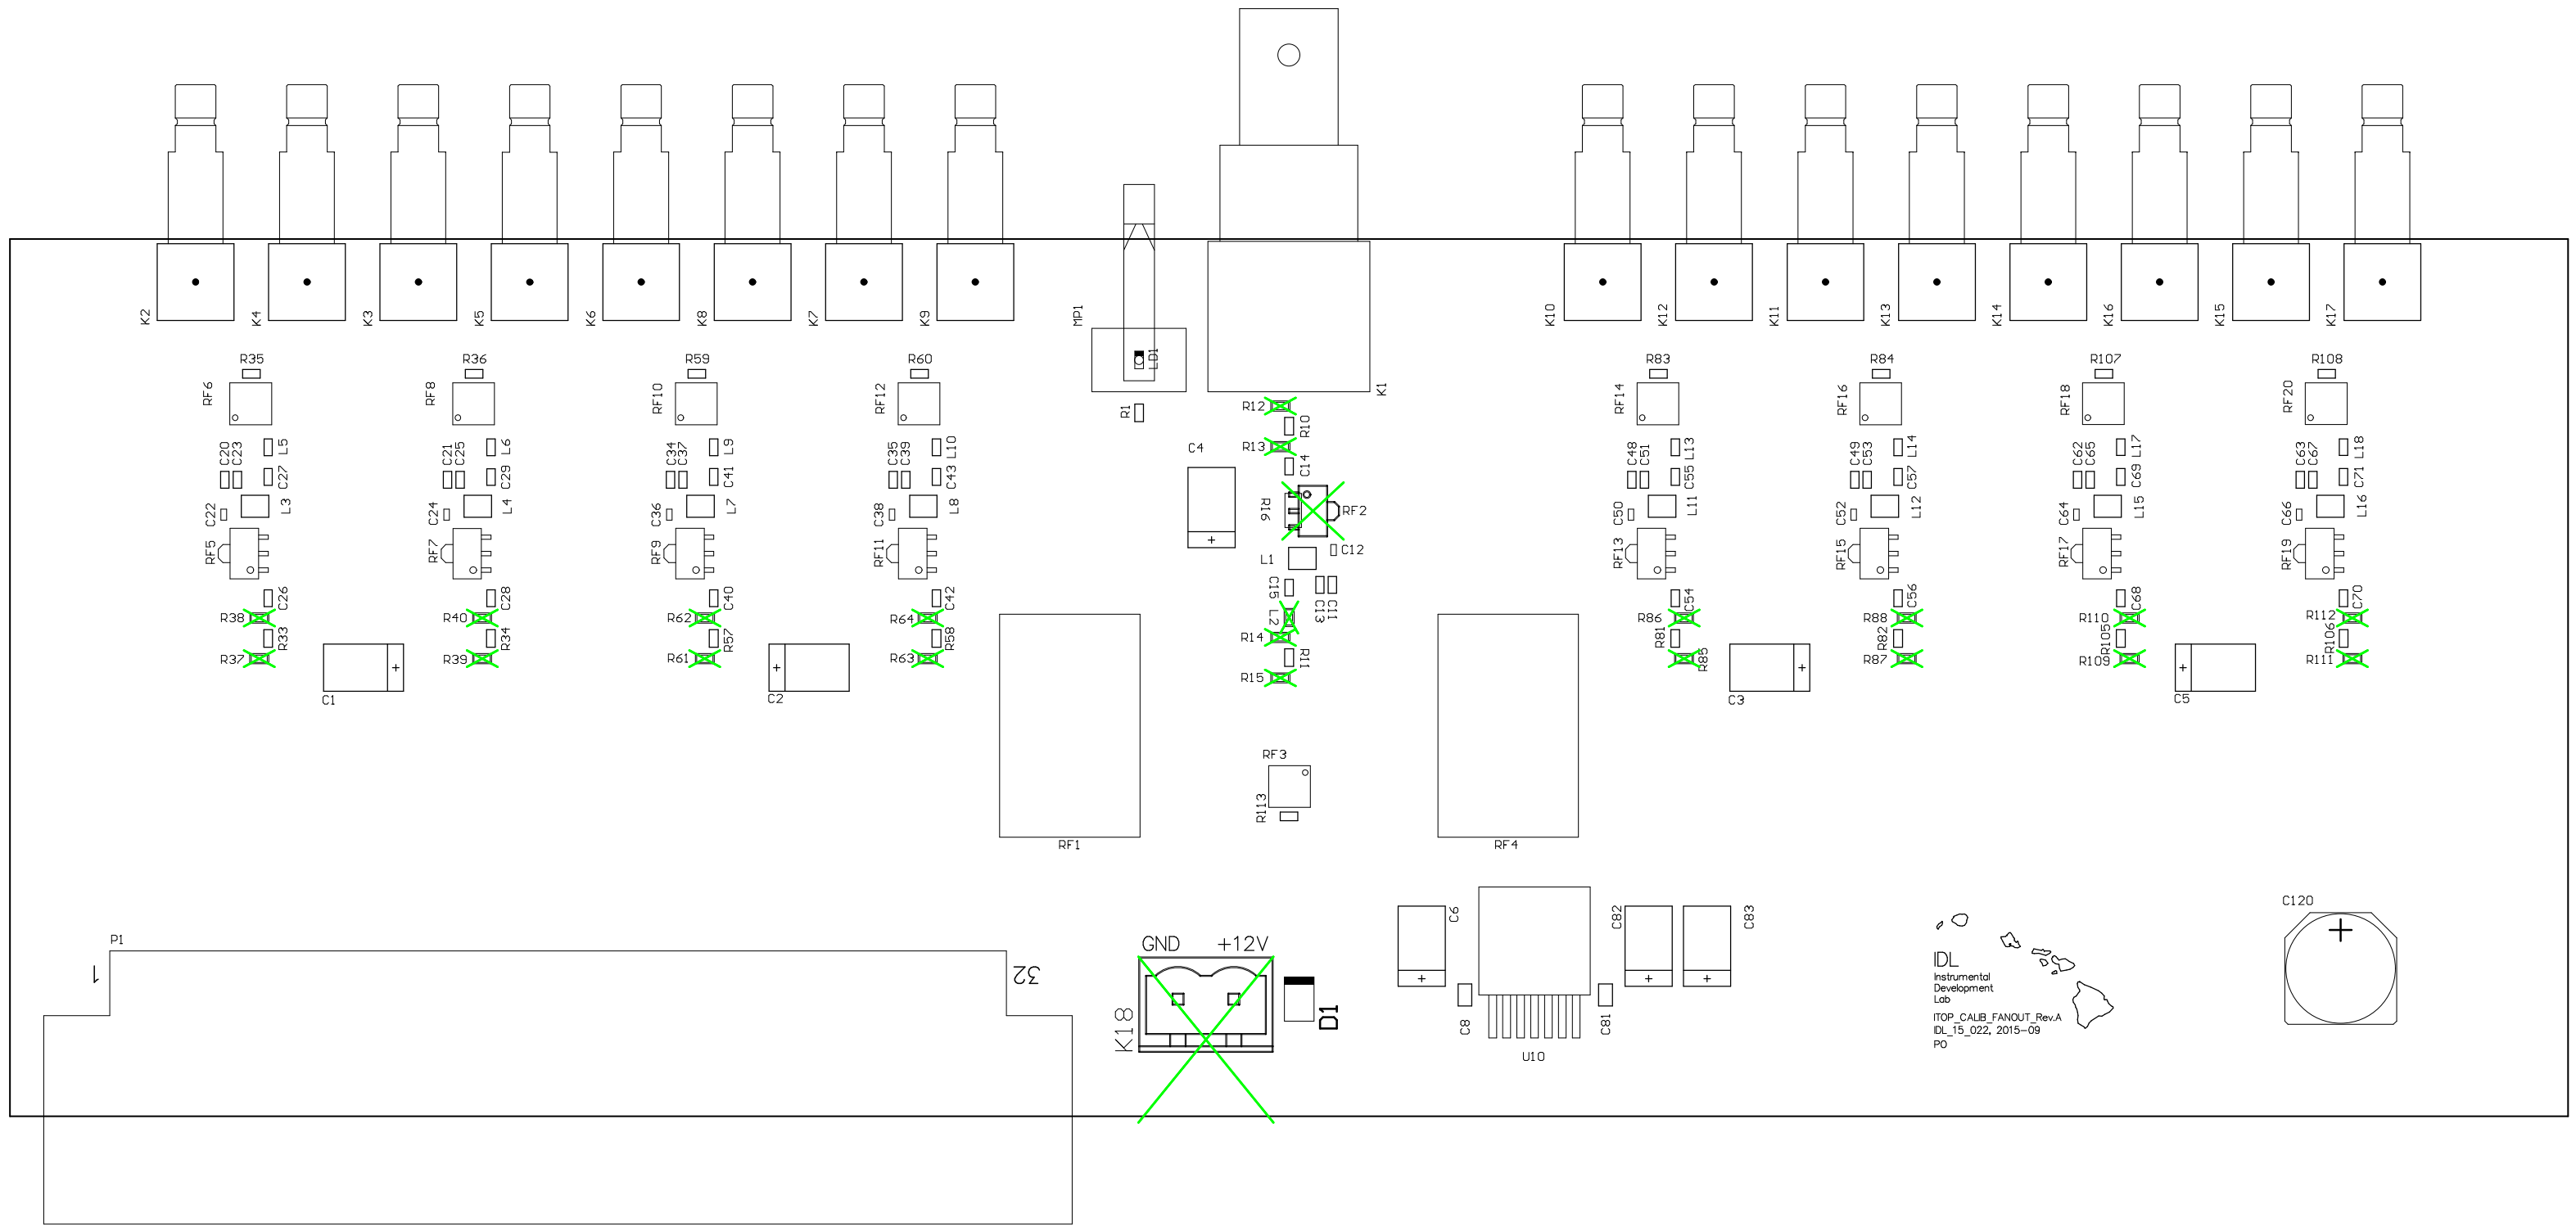 K2
K4
K3
K5
K6
K8
K7
K9
MP1
LD1
K1
K10
K12
K11
K13
K14
K16
K15
K17
R35
R36
R59
R60
R83
R84
R107
R108
RF6
RF8
RF10
RF12
RF14
RF16
RF18
RF20
R1
R12
R10
R13
C14
C4
C20
C23
L5
C27
C21
C25
L6
C29
C34
C37
L9
C41
C35
C39
L10
C43
C48
C51
L13
C55
C49
C53
L14
C57
C62
C65
L17
C69
C63
C67
L18
C71
C22
L3
C24
L4
C36
L7
C38
L8
R16
RF2
C50
L11
C52
L12
C64
L15
C66
L16
RF5
RF7
RF9
RF11
L1
C12
RF13
RF15
RF17
RF19
C15
C13
C11
L2
C26
C28
C40
C42
C54
C56
C68
C70
R38
R40
R62
R64
R14
R86
R88
R110
R112
R33
R34
R57
R58
R11
R81
R82
R105
R106
R37
R39
R61
R63
R15
R85
R87
R109
R111
C1
C2
C3
C5
RF3
R113
RF1
RF4
P1
1
32
GND +12V
K18
D1
C6
C82
C83
C8
C81
U10
C120
IDL
Instrumental
Development
Lab
ITOP_CALIB_FANOUT_Rev.A
IDL_15_022, 2015-09
PO